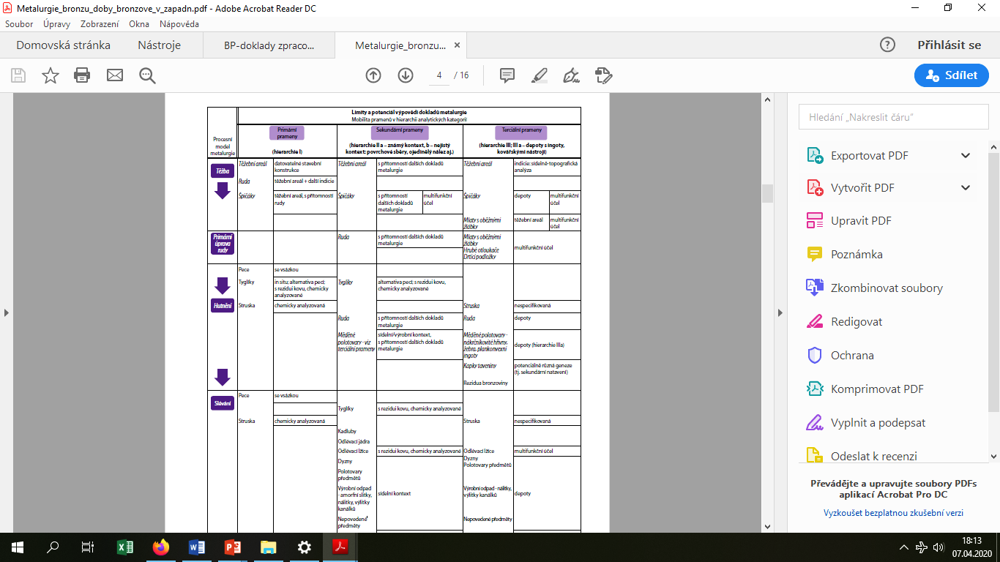 Metalurgie_bronzu_doby_bronzove_v_zapadn.pdf - Adobe Acrobat Reader DC
Soubor Úpravy Zobrazení Okna Nápověda
Domovská stránka Nástroje BP-doklady zpraco... Metalurgie_bronzu... × Přihlásit se
4 / 16 Sdílet
Limity a potenciál výpovědi dokladů metalurgie
Mobilita pramenů v hierarchii analytických kategorií
Procesní
model
metalurgie
Primární
prameny
(hierarchie I)
Sekundární prameny
(hierarchie II a – známý kontext, b – nejistý
kontext: povrchové sběry, ojedinělý nález aj.)
Terciální prameny
(hierarchie III; III a – depoty s ingoty,
kovářskými nástroji)
Těžba
Těžební areál
datovatelné stavební
konstrukce
Ruda
těžební areál + další indicie
Špičáky
těžební areál, s přítomností
rudy
Těžební areál
s přítomností dalších dokladů
metalurgie
Špičáky
s přítomností
dalších dokladů
metalurgie
multifunkční
účel
Těžební areál
indicie: sídelně-topografická
analýza
Špičáky
depoty
multifunkční
účel
Mlaty s oběžnými
žlábky
těžební areál
multifunkční
účel
Primární
úprava
rudy
Ruda
s přítomností dalších dokladů
metalurgie
Mlaty s oběžnými
žlábky
Hrubé otloukače
Drtící podložky
multifunkční účel
Hutnění
Pece
se vsázkou
Tyglíky
in situ; alternativa pecí;
s rezidui kovu, chemicky
analyzované
Struska
chemicky analyzovaná
Tyglíky
alternativa pecí; s rezidui kovu,
chemicky analyzované
Ruda
s přítomností dalších dokladů
metalurgie
Měděné
polotovary - viz
terciální prameny
sídelní/výrobní kontext,
s přítomností dalších dokladů
metalurgie
Struska
nespecifikovaná
Ruda
depoty
Měděné polotovary -
nákrčníkovité hřivny,
žebra, plankonvexní
ingoty
depoty (hierarchie IIIa)
Kapky taveniny
potenciálně různá geneze
(tj. sekundární natavení)
Rezidua bronzoviny
Slévání
Pece
se vsázkou
Struska
chemicky analyzovaná
Tyglíky
s rezidui kovu, chemicky analyzované
Kadluby
Odlévací jádra
Odlévací lžíce
s rezidui kovu, chemicky analyzované
Dyzny
Polotovary
předmětů
Výrobní odpad
- amorfní slitky,
nálitky, výlitky
kanálků
sídelní kontext
Nepovedené
předměty
Struska
nespecifikovaná
Odlévací lžíce
multifunkční účel
Dyzny
Polotovary předmětů
Výrobní odpad - nálitky,
výlitky kanálků
depoty
Nepovedené předměty
Hledání „Nakreslit čáru“
Exportovat PDF
Vytvořit PDF
Upravit PDF
Poznámka
Zkombinovat soubory
Redigovat
Ochrana
Komprimovat PDF
Vyplnit a podepsat
Odeslat k recenzi
Převádějte a upravujte soubory PDFs
aplikací Acrobat Pro DC
Vyzkoušet bezplatnou zkušební verzi
18:13
07.04.2020